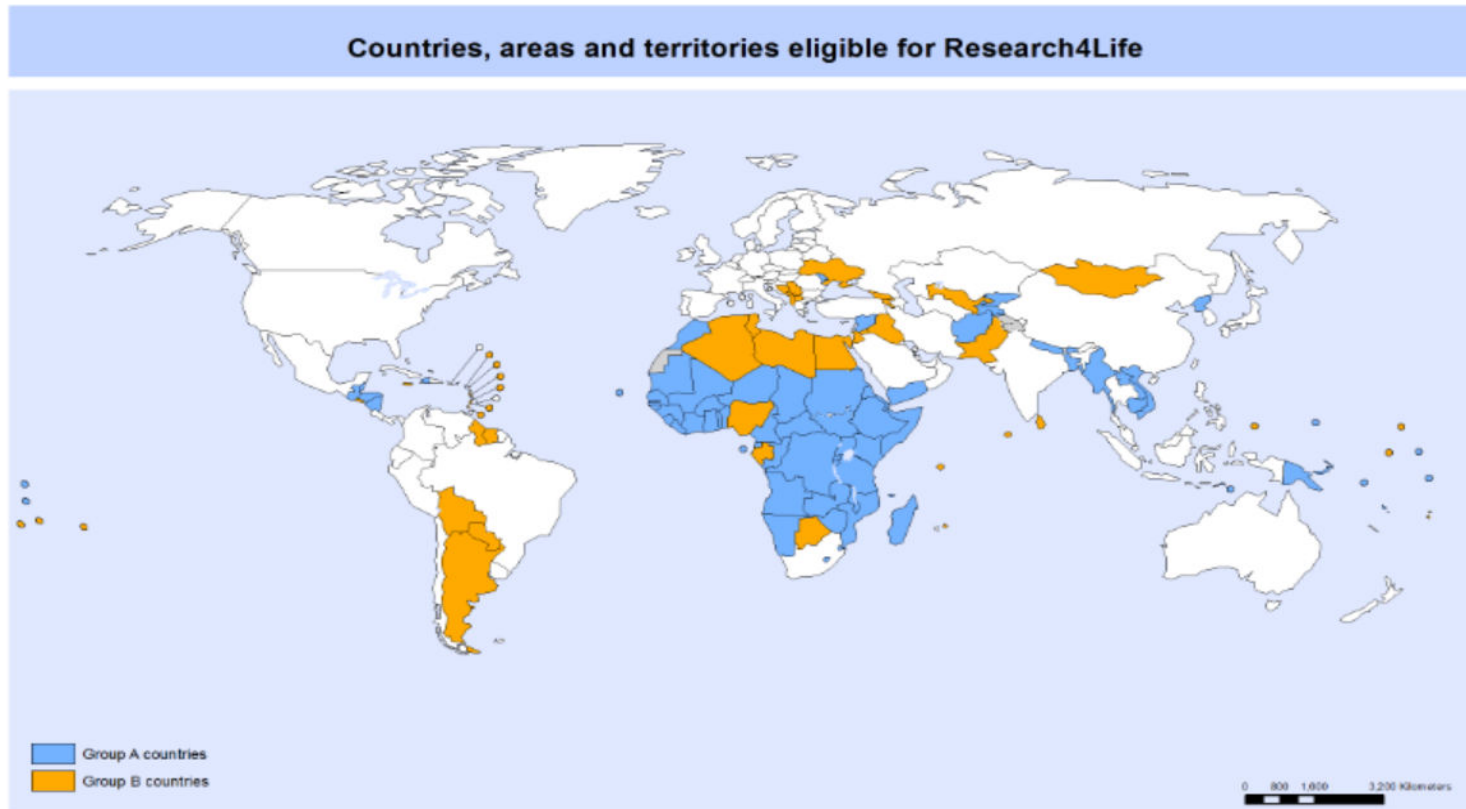 Countries, areas and territories eligible for Research4Life
Group A countries
Group B countries
0 800 1,600 3,200 Kilometers